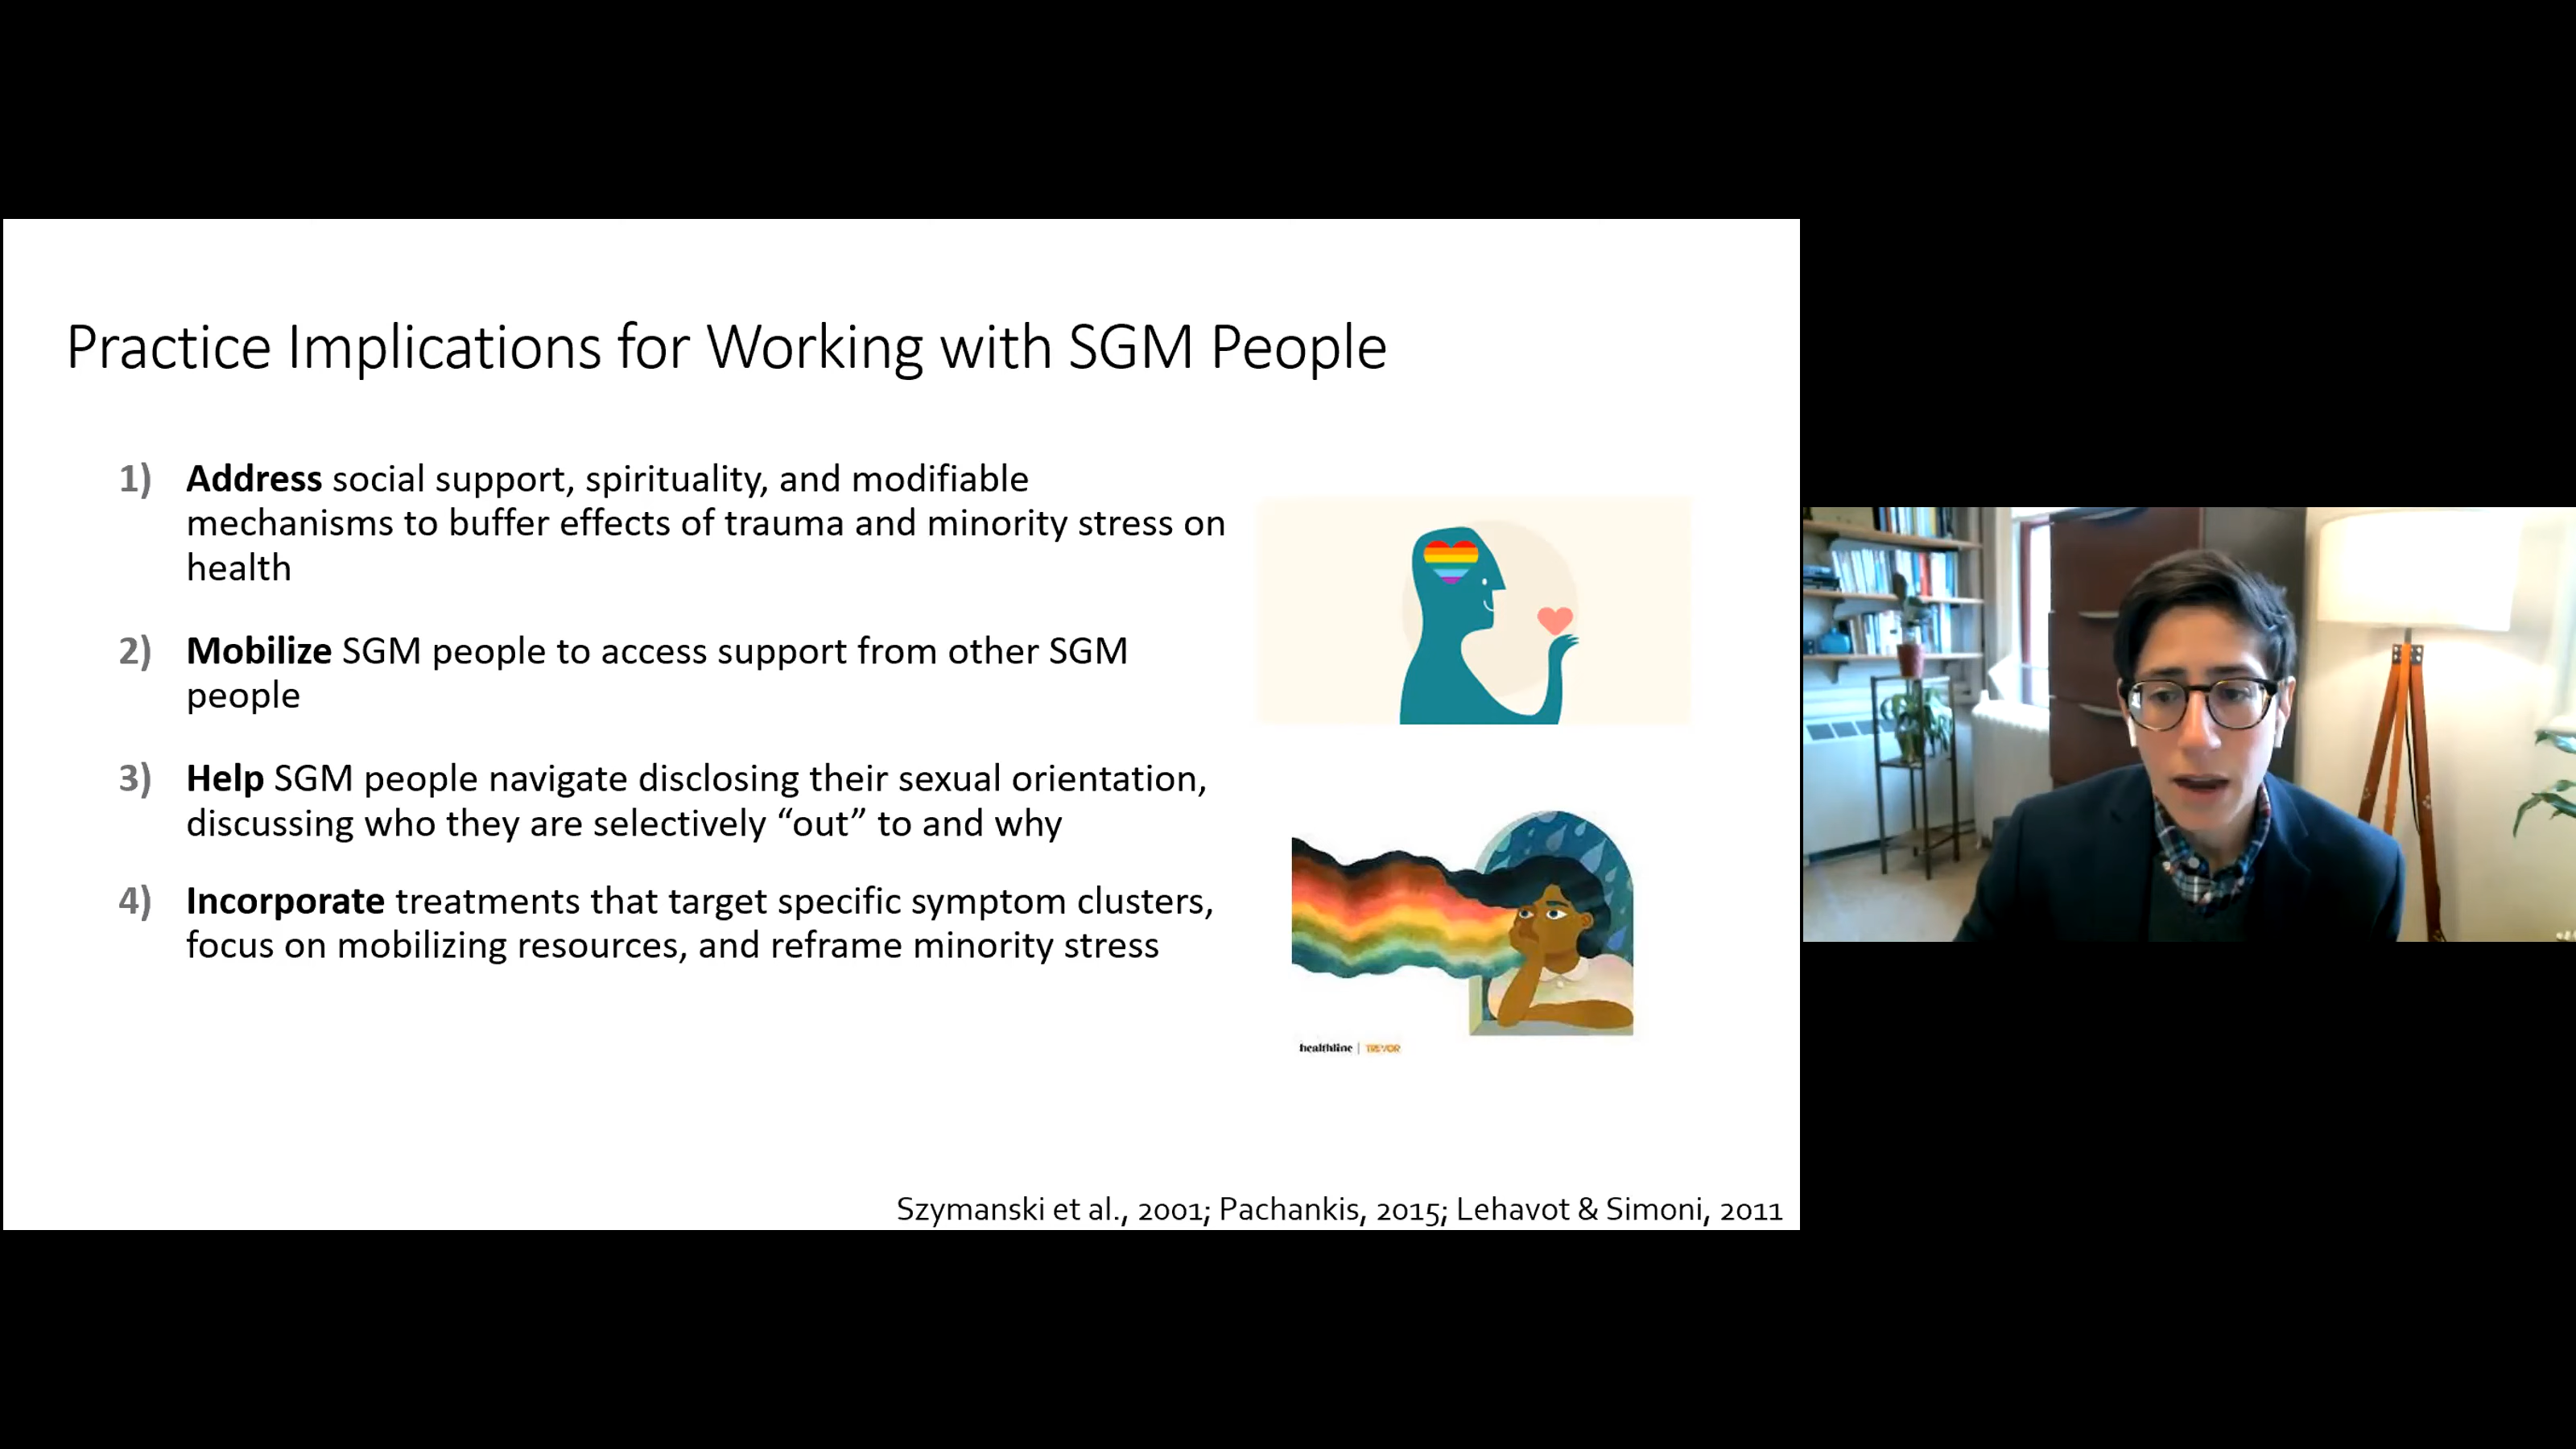 Practice Implications for Working with SGM People
1) Address social support, spirituality, and modifiable
mechanisms to buffer effects of trauma and minority stress on
health
2) Mobilize SGM people to access support from other SGM
people
3) Help SGM people navigate disclosing their sexual orientation,
discussing who they are selectively “out” to and why
4) Incorporate treatments that target specific symptom clusters,
focus on mobilizing resources, and reframe minority stress
healthline | TREVOR
Szymanski et al., 2001; Pachankis, 2015; Lehavot & Simoni, 2011